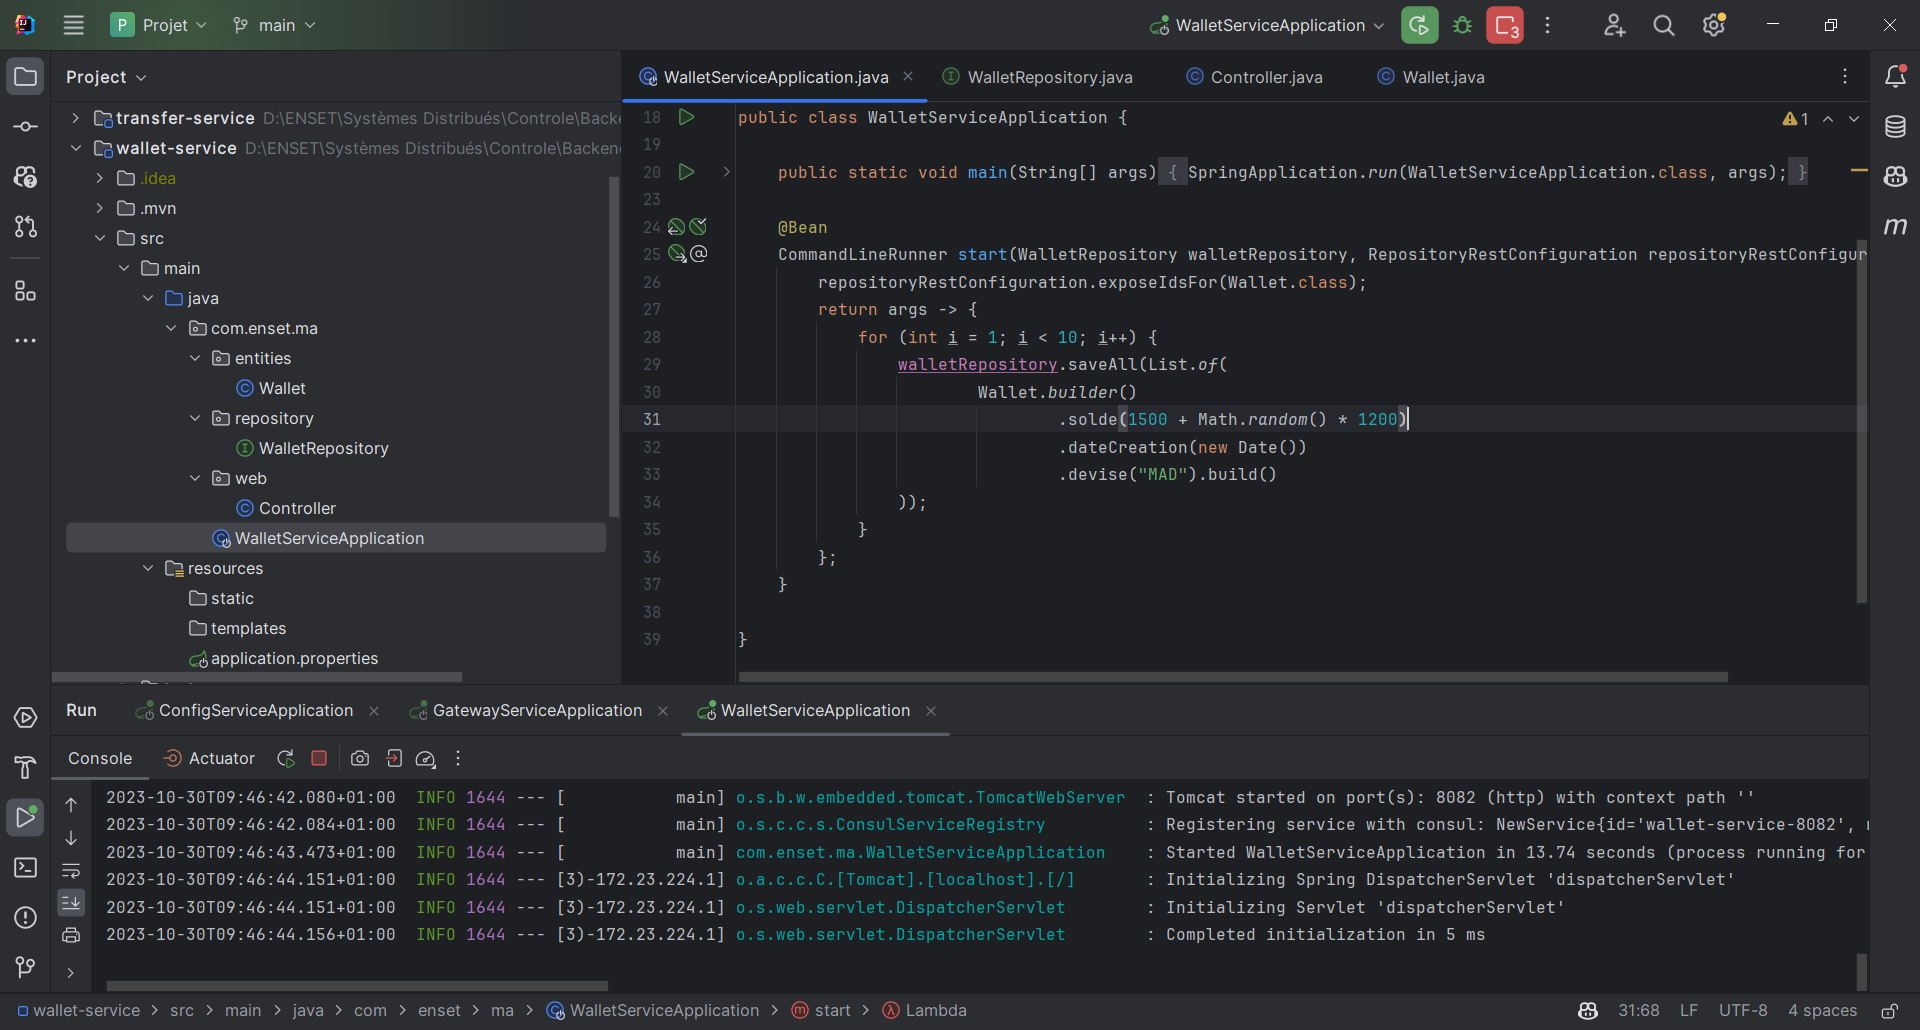 P Projet main WalletServiceApplication 3
Project
WalletServiceApplication.java WalletRepository.java Controller.java Wallet.java
transfer-service D:\ENSET\Systèmes Distribués\Controle\Backe
wallet-service D:\ENSET\Systèmes Distribués\Controle\Backen
.idea
.mvn
src
main
java
com.enset.ma
entities
Wallet
repository
WalletRepository
web
Controller
WalletServiceApplication
resources
static
templates
application.properties
18 public class WalletServiceApplication {
1
19
20 public static void main(String[] args) { SpringApplication.run(WalletServiceApplication.class, args); }
23
24 @Bean
25 CommandLineRunner start(WalletRepository walletRepository, RepositoryRestConfiguration repositoryRestConfigur
26 repositoryRestConfiguration.exposeIdsFor(Wallet.class);
27 return args -> {
28 for (int i = 1; i < 10; i++) {
29 walletRepository.saveAll(List.of(
30 Wallet.builder()
31 .solde(1500 + Math.random() * 1200)
32 .dateCreation(new Date())
33 .devise("MAD").build()
34 ));
35 }
36 };
37 }
38
39 }
Run ConfigServiceApplication GatewayServiceApplication WalletServiceApplication
Console Actuator
2023-10-30T09:46:42.080+01:00 INFO 1644 --- [ main] o.s.b.w.embedded.tomcat.TomcatWebServer : Tomcat started on port(s): 8082 (http) with context path ''
2023-10-30T09:46:42.084+01:00 INFO 1644 --- [ main] o.s.c.c.s.ConsulServiceRegistry : Registering service with consul: NewService{id='wallet-service-8082',
2023-10-30T09:46:43.473+01:00 INFO 1644 --- [ main] com.enset.ma.WalletServiceApplication : Started WalletServiceApplication in 13.74 seconds (process running for
2023-10-30T09:46:44.151+01:00 INFO 1644 --- [3)-172.23.224.1] o.a.c.c.C.[Tomcat].[localhost].[/] : Initializing Spring DispatcherServlet 'dispatcherServlet'
2023-10-30T09:46:44.151+01:00 INFO 1644 --- [3)-172.23.224.1] o.s.web.servlet.DispatcherServlet : Initializing Servlet 'dispatcherServlet'
2023-10-30T09:46:44.156+01:00 INFO 1644 --- [3)-172.23.224.1] o.s.web.servlet.DispatcherServlet : Completed initialization in 5 ms
wallet-service > src > main > java > com > enset > ma > WalletServiceApplication > start > Lambda 31:68 LF UTF-8 4 spaces